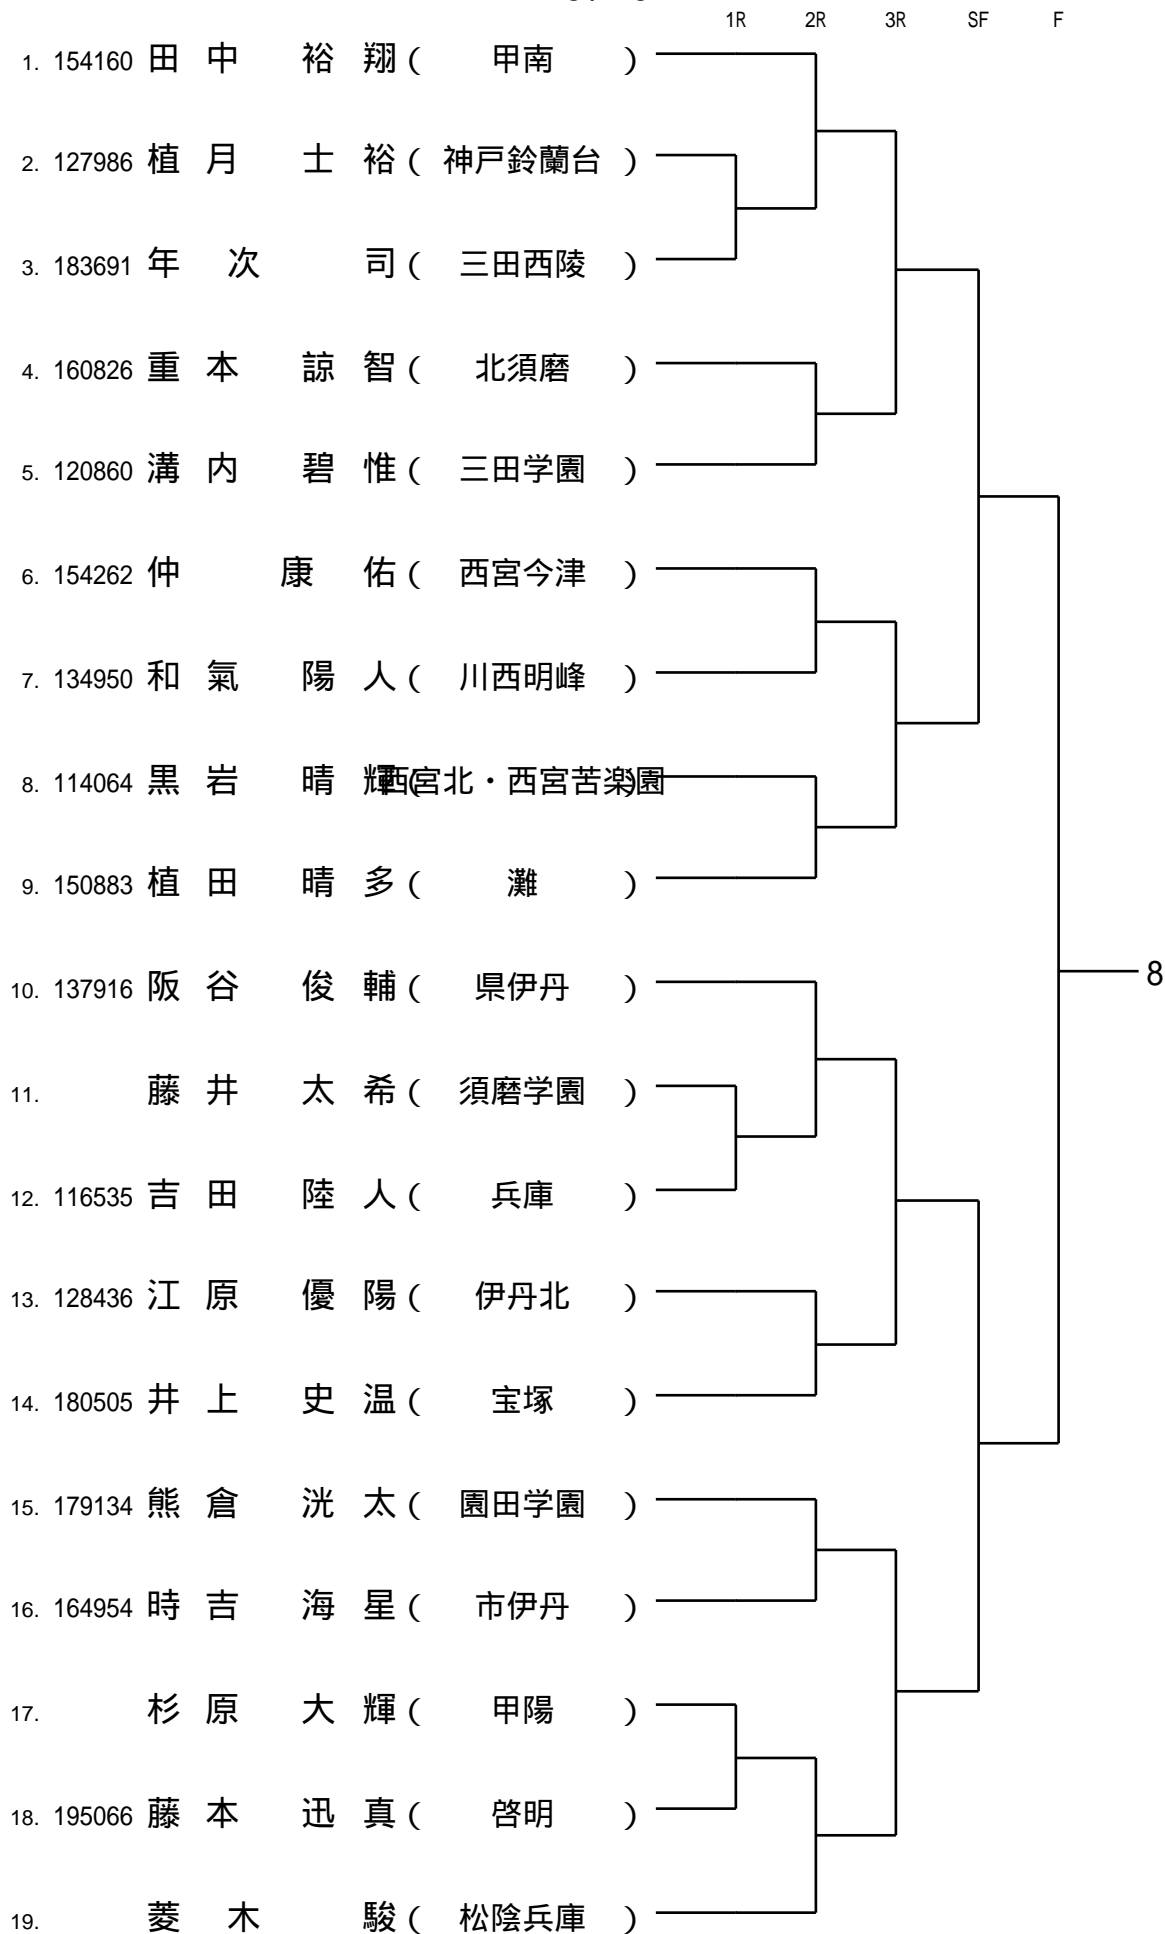 1R 2R 3R SF F
1. 154160 田中 裕翔 ( 甲南 )
2. 127986 植月 士裕 ( 神戸鈴蘭台 )
3. 183691 年次 司 ( 三田西陵 )
4. 160826 重本 諒智 ( 北須磨 )
5. 120860 溝内 碧惟 ( 三田学園 )
6. 154262 仲 康佑 ( 西宮今津 )
7. 134950 和氣 陽人 ( 川西明峰 )
8. 114064 黒岩 晴輝 ( 西宮北・西宮苦楽園 )
9. 150883 植田 晴多 ( 灘 )
10. 137916 阪谷 俊輔 ( 県伊丹 )
8
11. 藤井 太希 ( 須磨学園 )
12. 116535 吉田 陸人 ( 兵庫 )
13. 128436 江原 優陽 ( 伊丹北 )
14. 180505 井上 史温 ( 宝塚 )
15. 179134 熊倉 洸太 ( 園田学園 )
16. 164954 時吉 海星 ( 市伊丹 )
17. 杉原 大輝 ( 甲陽 )
18. 195066 藤本 迅真 ( 啓明 )
19. 菱木 駿 ( 松陰兵庫 )